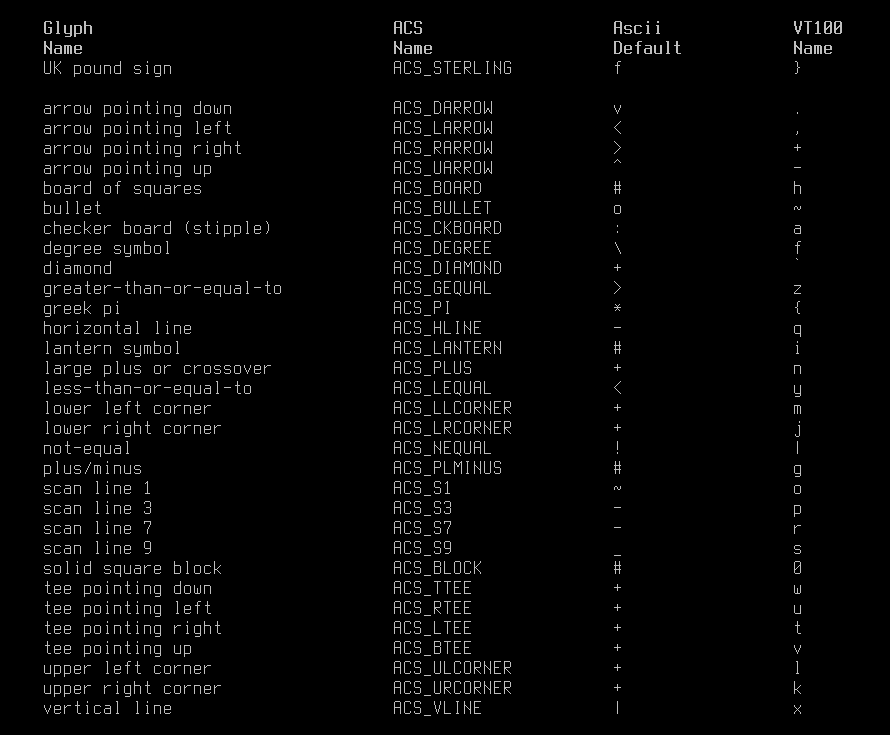 Glyph                              ACS                   Ascii             VT100
Name                               Name                  Default           Name
UK pound sign                      ACS_STERLING          f                 }

arrow pointing down                ACS_DARROW            v                 .
arrow pointing left                ACS_LARROW            <                 ,
arrow pointing right               ACS_RARROW            >                 +
arrow pointing up                  ACS_UARROW            ^                 -
board of squares                   ACS_BOARD             #                 h
bullet                             ACS_BULLET            o                 ~
checker board (stipple)            ACS_CKBOARD           :                 a
degree symbol                      ACS_DEGREE            \                 f
diamond                            ACS_DIAMOND           +                 `
greater-than-or-equal-to           ACS_GEQUAL            >                 z
greek pi                           ACS_PI                *                 {
horizontal line                    ACS_HLINE             -                 q
lantern symbol                     ACS_LANTERN           #                 i
large plus or crossover            ACS_PLUS              +                 n
less-than-or-equal-to              ACS_LEQUAL            <                 y
lower left corner                  ACS_LLCORNER          +                 m
lower right corner                 ACS_LRCORNER          +                 j
not-equal                          ACS_NEQUAL            !                 |
plus/minus                         ACS_PLMINUS           #                 g
scan line 1                        ACS_S1                ~                 o
scan line 3                        ACS_S3                -                 p
scan line 7                        ACS_S7                -                 r
scan line 9                        ACS_S9                _                 s
solid square block                 ACS_BLOCK             #                 0
tee pointing down                  ACS_TTEE              +                 w
tee pointing left                  ACS_RTEE              +                 u
tee pointing right                 ACS_LTEE              +                 t
tee pointing up                    ACS_BTEE              +                 v
upper left corner                  ACS_ULCORNER          +                 l
upper right corner                 ACS_URCORNER          +                 k
vertical line                      ACS_VLINE             |                 x